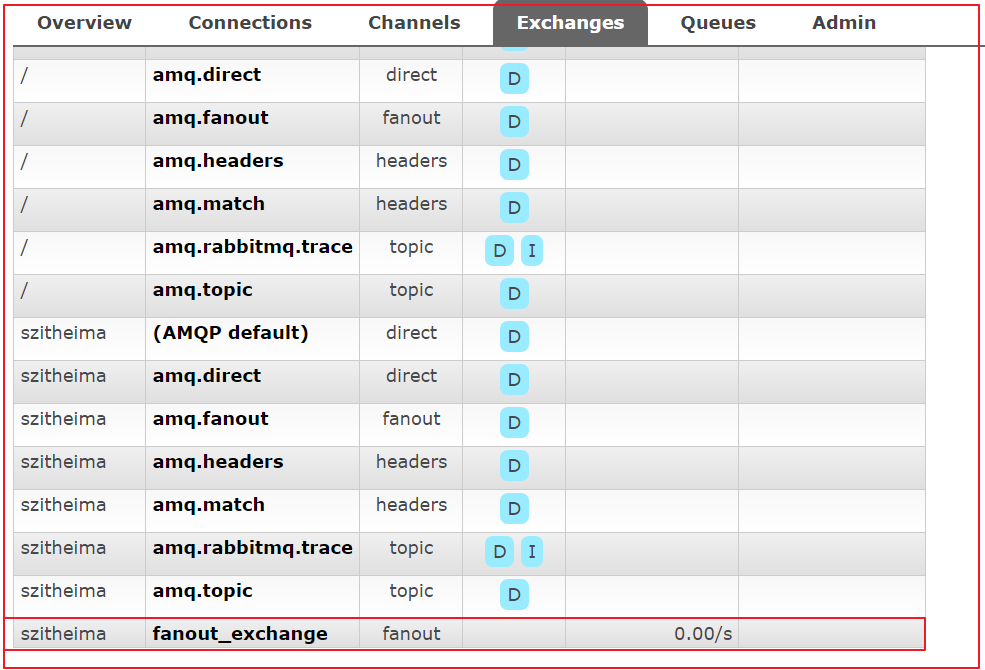 Overview Connections Channels Exchanges Queues Admin
/ amq.direct direct D
/ amq.fanout fanout D
/ amq.headers headers D
/ amq.match headers D
/ amq.rabbitmq.trace topic D I
/ amq.topic topic D
szitheima (AMQP default) direct D
szitheima amq.direct direct D
szitheima amq.fanout fanout D
szitheima amq.headers headers D
szitheima amq.match headers D
szitheima amq.rabbitmq.trace topic D I
szitheima amq.topic topic D
szitheima fanout_exchange fanout 0.00/s